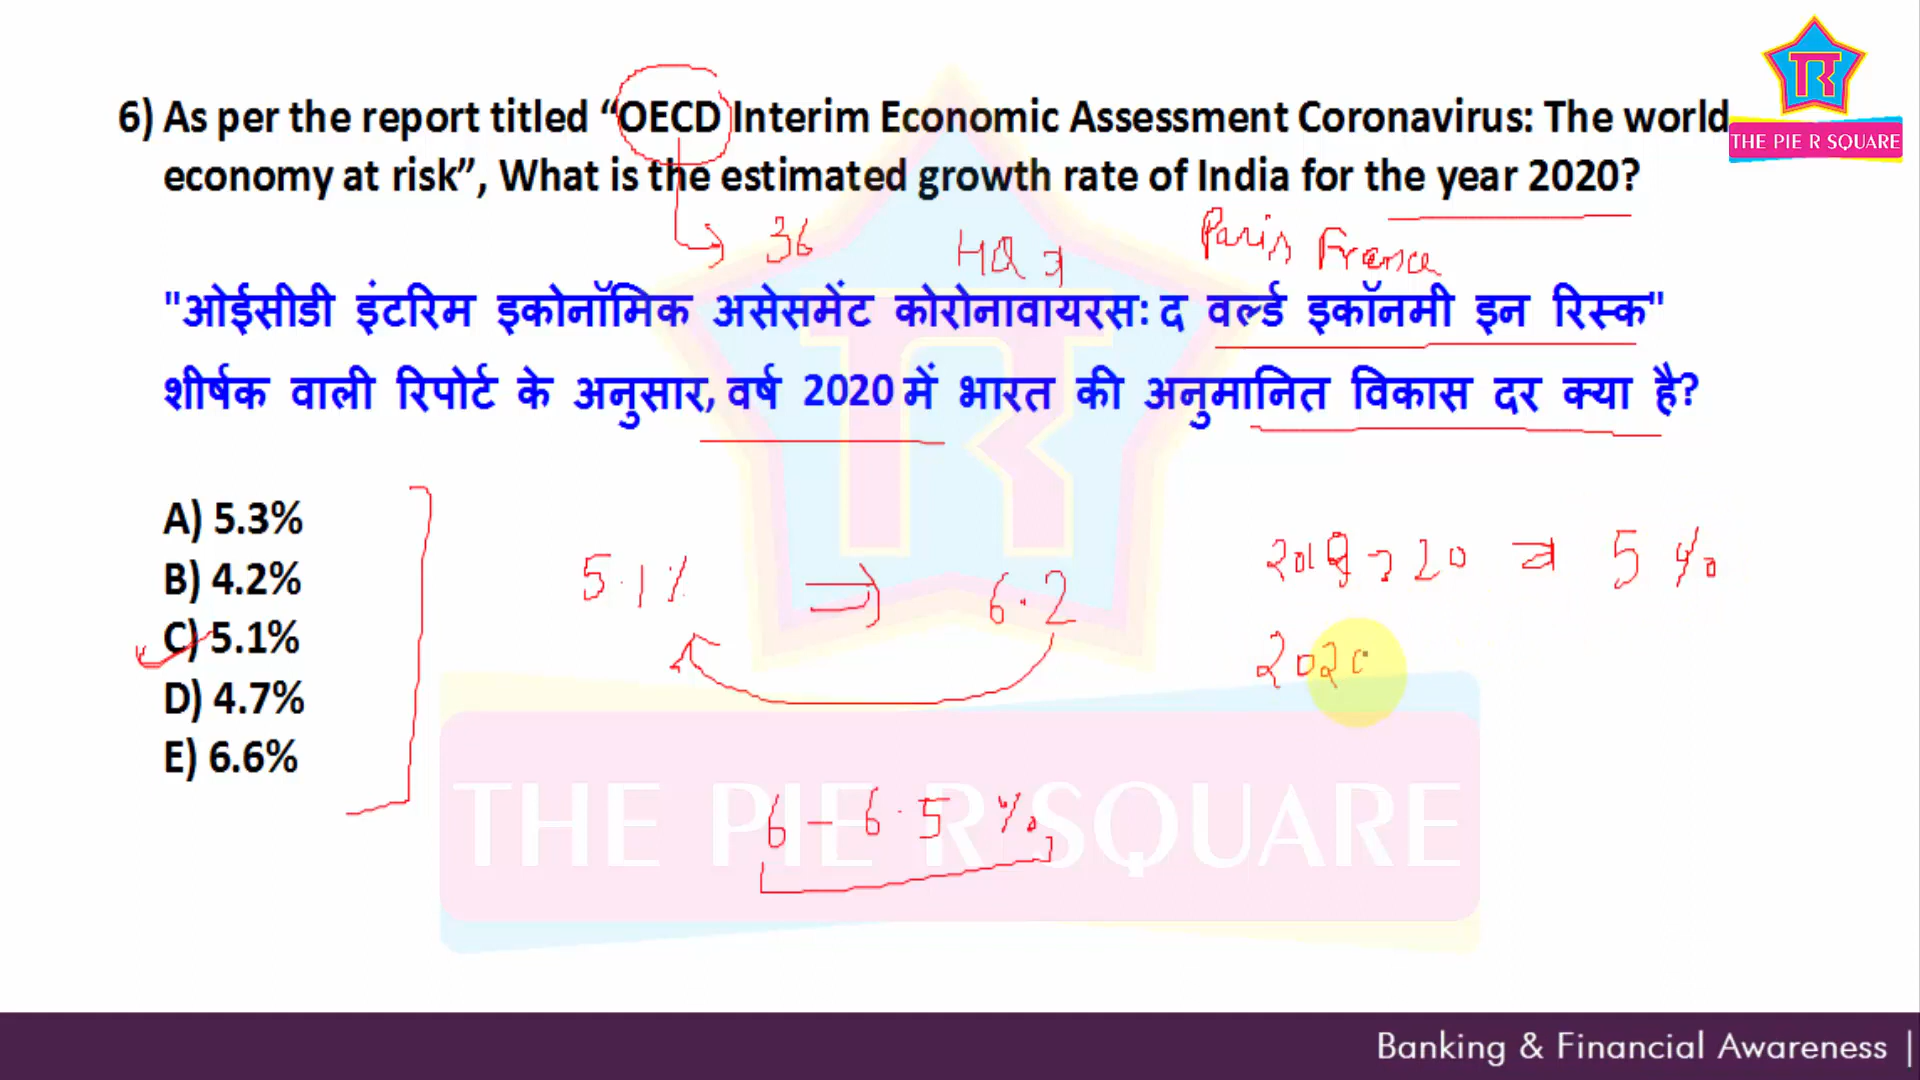 6) As per the report titled “OECD Interim Economic Assessment Coronavirus: The world
economy at risk”, What is the estimated growth rate of India for the year 2020?
36 HQ Paris France
"ओईसीडी इंटरिम इकोनॉमिक असेसमेंट कोरोनावायरस: द वर्ल्ड इकॉनमी इन रिस्क"
शीर्षक वाली रिपोर्ट के अनुसार, वर्ष 2020 में भारत की अनुमानित विकास दर क्या है?
A) 5.3%
B) 4.2%
C) 5.1%
D) 4.7%
E) 6.6%
5.1% ⇒ 6.2
2019-20 ⇒ 5%
2020
6 - 6.5 %
THE PIE R SQUARE
THE PIE R SQUARE
Banking & Financial Awareness |